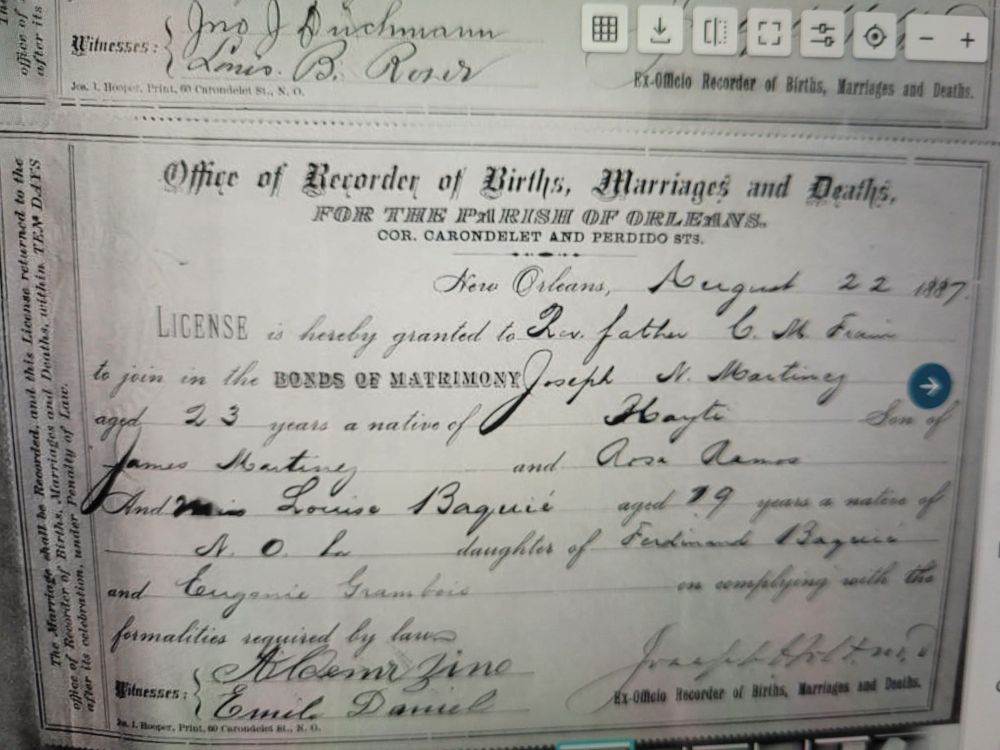 Jno J Duchmann
Witnesses:
Louis. B. Roser
Jos. I. Hooper, Print, 60 Carondelet St., N. O.
Ex-Officio Recorder of Births, Marriages and Deaths.
office of
after its
The Marriage shall be Recorded, and this License returned to the
office of Recorder of Births, Marriages and Deaths, within TEN DAYS
after its celebration, under Penalty of Law.
Office of Recorder of Births, Marriages and Deaths,
FOR THE PARISH OF ORLEANS,
COR. CARONDELET AND PERDIDO STS.
New Orleans, August 22 1887.
LICENSE is hereby granted to Rev. father C. M.
to join in the BONDS OF MATRIMONY Joseph N. Martinez
aged 23 years a native of Hayti Son of
James Martinez and Rosa Ramos
And Miss Louise Baquié aged 19 years a native of
N. O. La daughter of Ferdinand Baquié
and Eugenie Grambois on complying with the
formalities required by law
Witnesses:
Emile Daniel
Joseph
Ex-Officio Recorder of Births, Marriages and Deaths.
Jos. I. Hooper, Print, 60 Carondelet St., N. O.